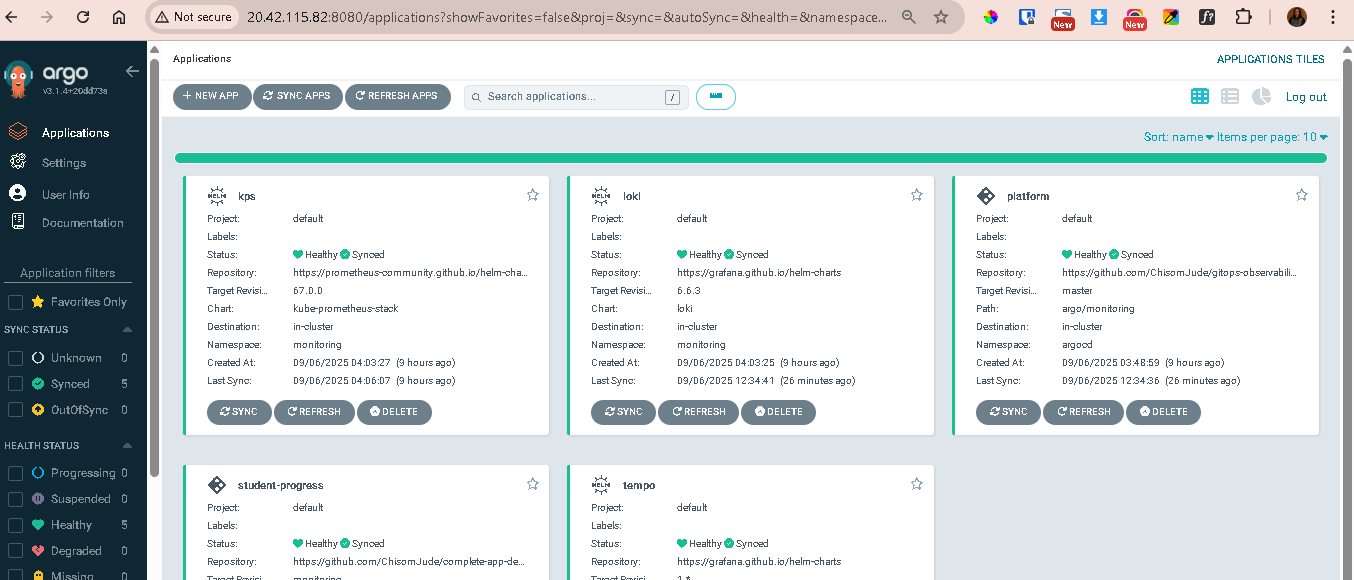 Not secure 20.42.115.82:8080/applications?showFavorites=false&proj=&sync=&autoSync=&health=&namespace...
New
New
f?
argo
v3.1.4+20dd73s
Applications
Settings
User Info
Documentation
Application filters
Favorites Only
SYNC STATUS
Unknown 0
Synced 5
OutOfSync 0
HEALTH STATUS
Progressing 0
Suspended 0
Healthy 5
Degraded 0
Missing 0
Applications
APPLICATIONS TILES
+ NEW APP
SYNC APPS
REFRESH APPS
Search applications...
/
Log out
Sort: name Items per page: 10
HELM
kps
Project: default
Labels:
Status: Healthy Synced
Repository: https://prometheus-community.github.io/helm-cha...
Target Revisi... 67.0.0
Chart: kube-prometheus-stack
Destination: in-cluster
Namespace: monitoring
Created At: 09/06/2025 04:03:27 (9 hours ago)
Last Sync: 09/06/2025 04:06:07 (9 hours ago)
SYNC REFRESH DELETE
HELM
loki
Project: default
Labels:
Status: Healthy Synced
Repository: https://grafana.github.io/helm-charts
Target Revisi... 6.6.3
Chart: loki
Destination: in-cluster
Namespace: monitoring
Created At: 09/06/2025 04:03:25 (9 hours ago)
Last Sync: 09/06/2025 12:34:41 (26 minutes ago)
SYNC REFRESH DELETE
platform
Project: default
Labels:
Status: Healthy Synced
Repository: https://github.com/ChisomJude/gitops-observabili...
Target Revisi... master
Path: argo/monitoring
Destination: in-cluster
Namespace: argocd
Created At: 09/06/2025 03:48:59 (9 hours ago)
Last Sync: 09/06/2025 12:34:36 (26 minutes ago)
SYNC REFRESH DELETE
student-progress
Project: default
Labels:
Status: Healthy Synced
Repository: https://github.com/ChisomJude/complete-app-de...
Target Revisi... monitoring
HELM
tempo
Project: default
Labels:
Status: Healthy Synced
Repository: https://grafana.github.io/helm-charts
Target Revisi... 1.*